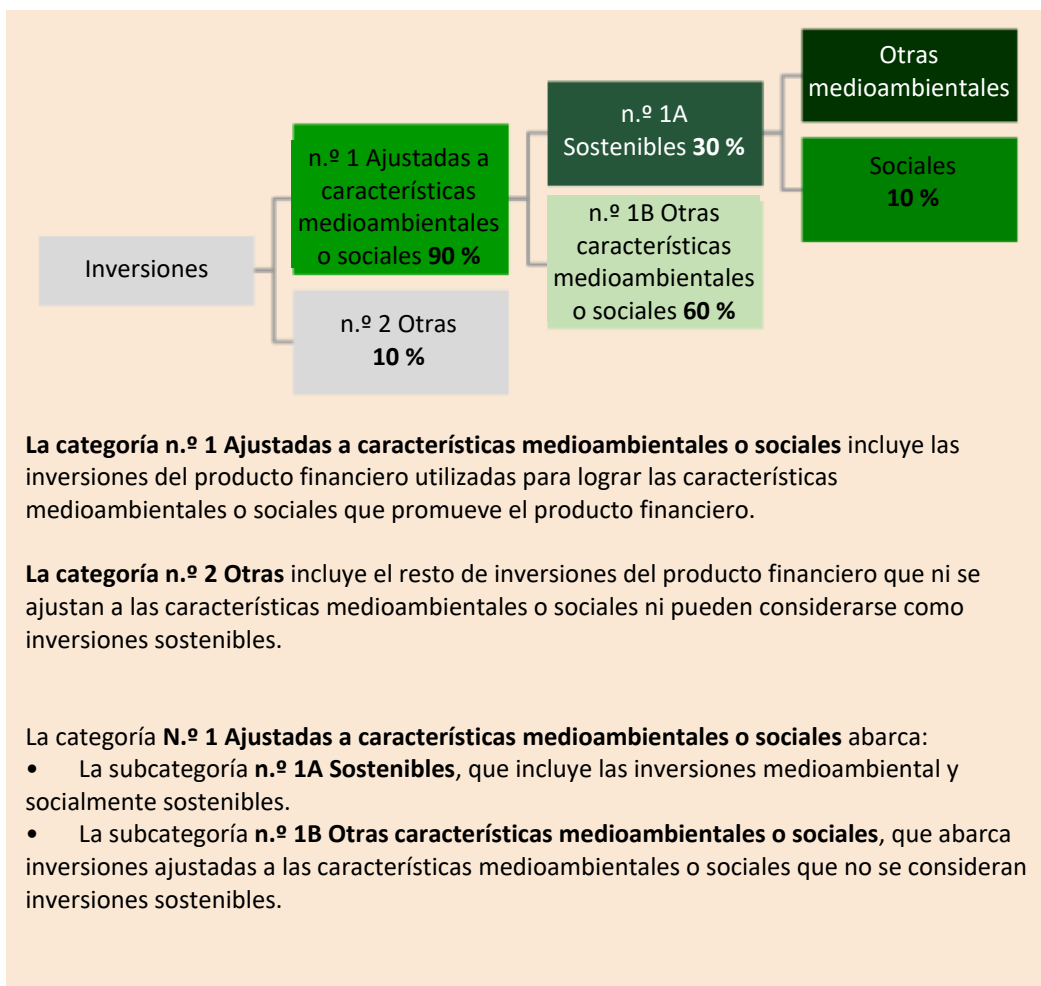 Inversiones
n.º 1 Ajustadas a
características
medioambientales
o sociales 90 %
n.º 2 Otras
10 %
n.º 1A
Sostenibles 30 %
n.º 1B Otras
características
medioambientales
o sociales 60 %
Otras
medioambientales
Sociales
10 %
La categoría n.º 1 Ajustadas a características medioambientales o sociales incluye las
inversiones del producto financiero utilizadas para lograr las características
medioambientales o sociales que promueve el producto financiero.
La categoría n.º 2 Otras incluye el resto de inversiones del producto financiero que ni se
ajustan a las características medioambientales o sociales ni pueden considerarse como
inversiones sostenibles.
La categoría N.º 1 Ajustadas a características medioambientales o sociales abarca:
• La subcategoría n.º 1A Sostenibles, que incluye las inversiones medioambiental y
socialmente sostenibles.
• La subcategoría n.º 1B Otras características medioambientales o sociales, que abarca
inversiones ajustadas a las características medioambientales o sociales que no se consideran
inversiones sostenibles.